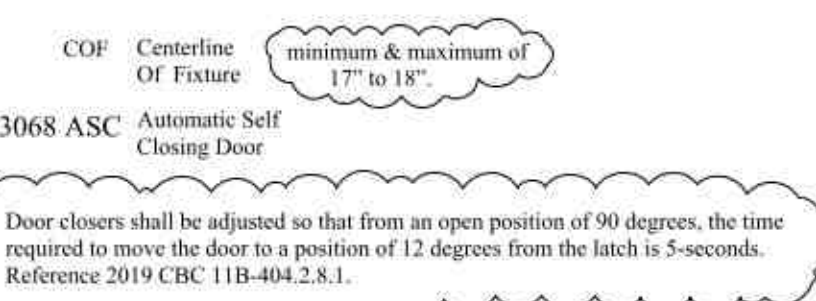 COF Centerline minimum & maximum of
Of Fixture 17" to 18".
3068 ASC Automatic Self
Closing Door
Door closers shall be adjusted so that from an open position of 90 degrees, the time
required to move the door to a position of 12 degrees from the latch is 5-seconds.
Reference 2019 CBC 11B-404.2.8.1.